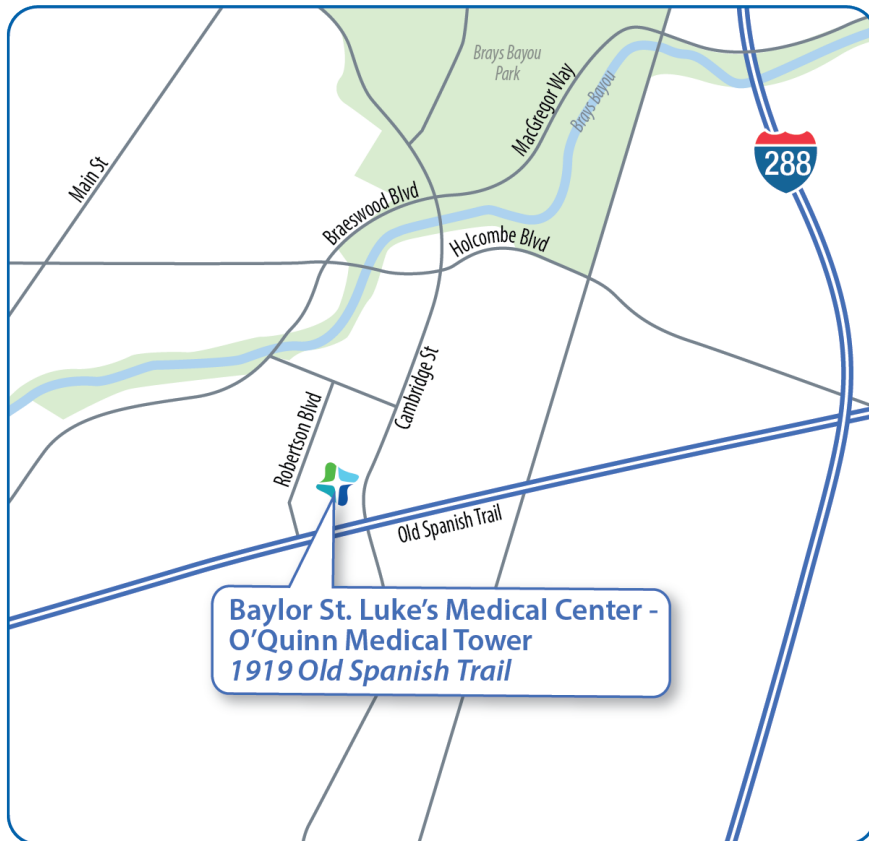 Brays Bayou
Park
MacGregor Way
Brays Bayou
Main St
288
Braeswood Blvd
Holcombe Blvd
Cambridge St
Robertson Blvd
Old Spanish Trail
Baylor St. Luke's Medical Center -
O'Quinn Medical Tower
1919 Old Spanish Trail